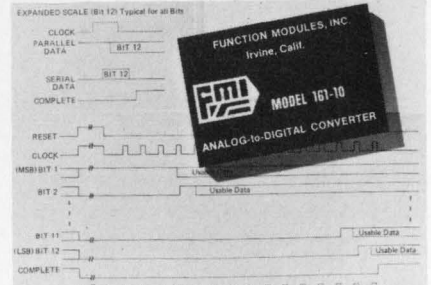 EXPANDED SCALE (Bit 12) Typical for all Bits
CLOCK
PARALLEL
DATA
BIT 12
SERIAL
DATA
BIT 12
COMPLETE
FUNCTION MODULES, INC.
Irvine, Calif.
FMI
MODEL 161-10
ANALOG-to-DIGITAL CONVERTER
RESET
CLOCK
(MSB) BIT 1
BIT 2
Usable Data
BIT 11
Usable Data
(LSB) BIT 12
Usable Data
COMPLETE